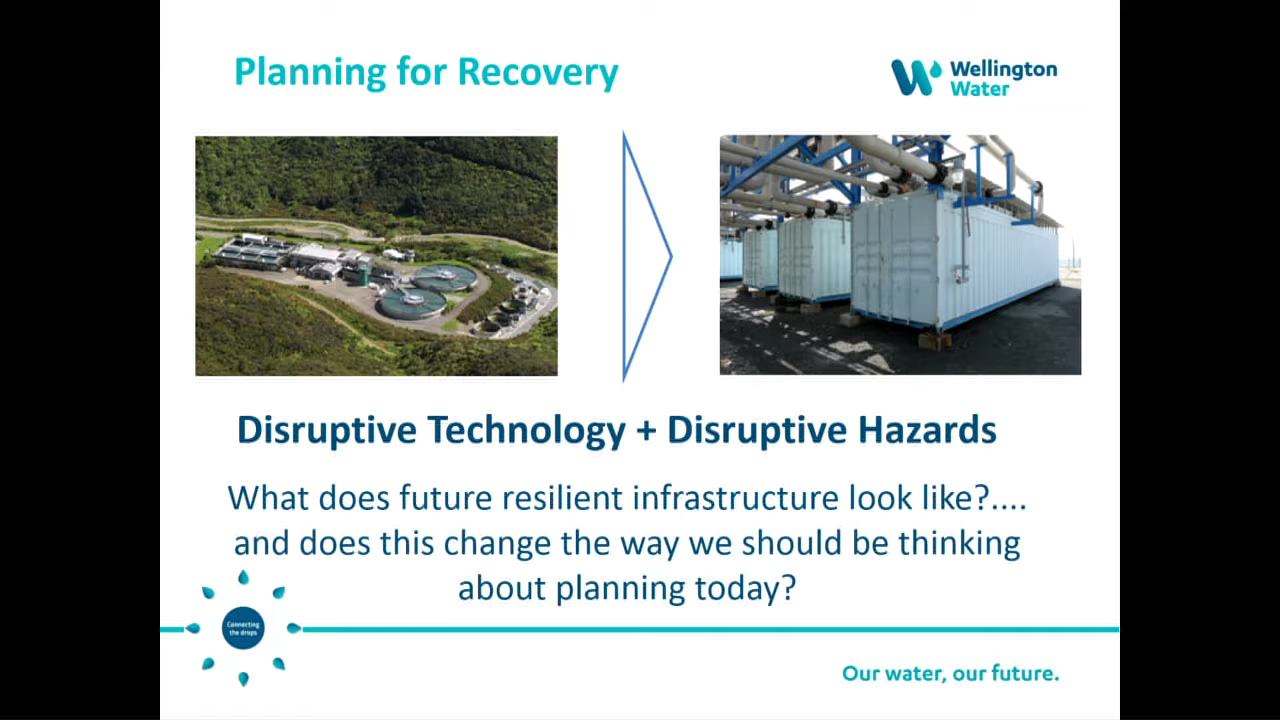 Planning for Recovery
Wellington
Water
Disruptive Technology + Disruptive Hazards
What does future resilient infrastructure look like?....
and does this change the way we should be thinking
about planning today?
Connecting
the drops
Our water, our future.